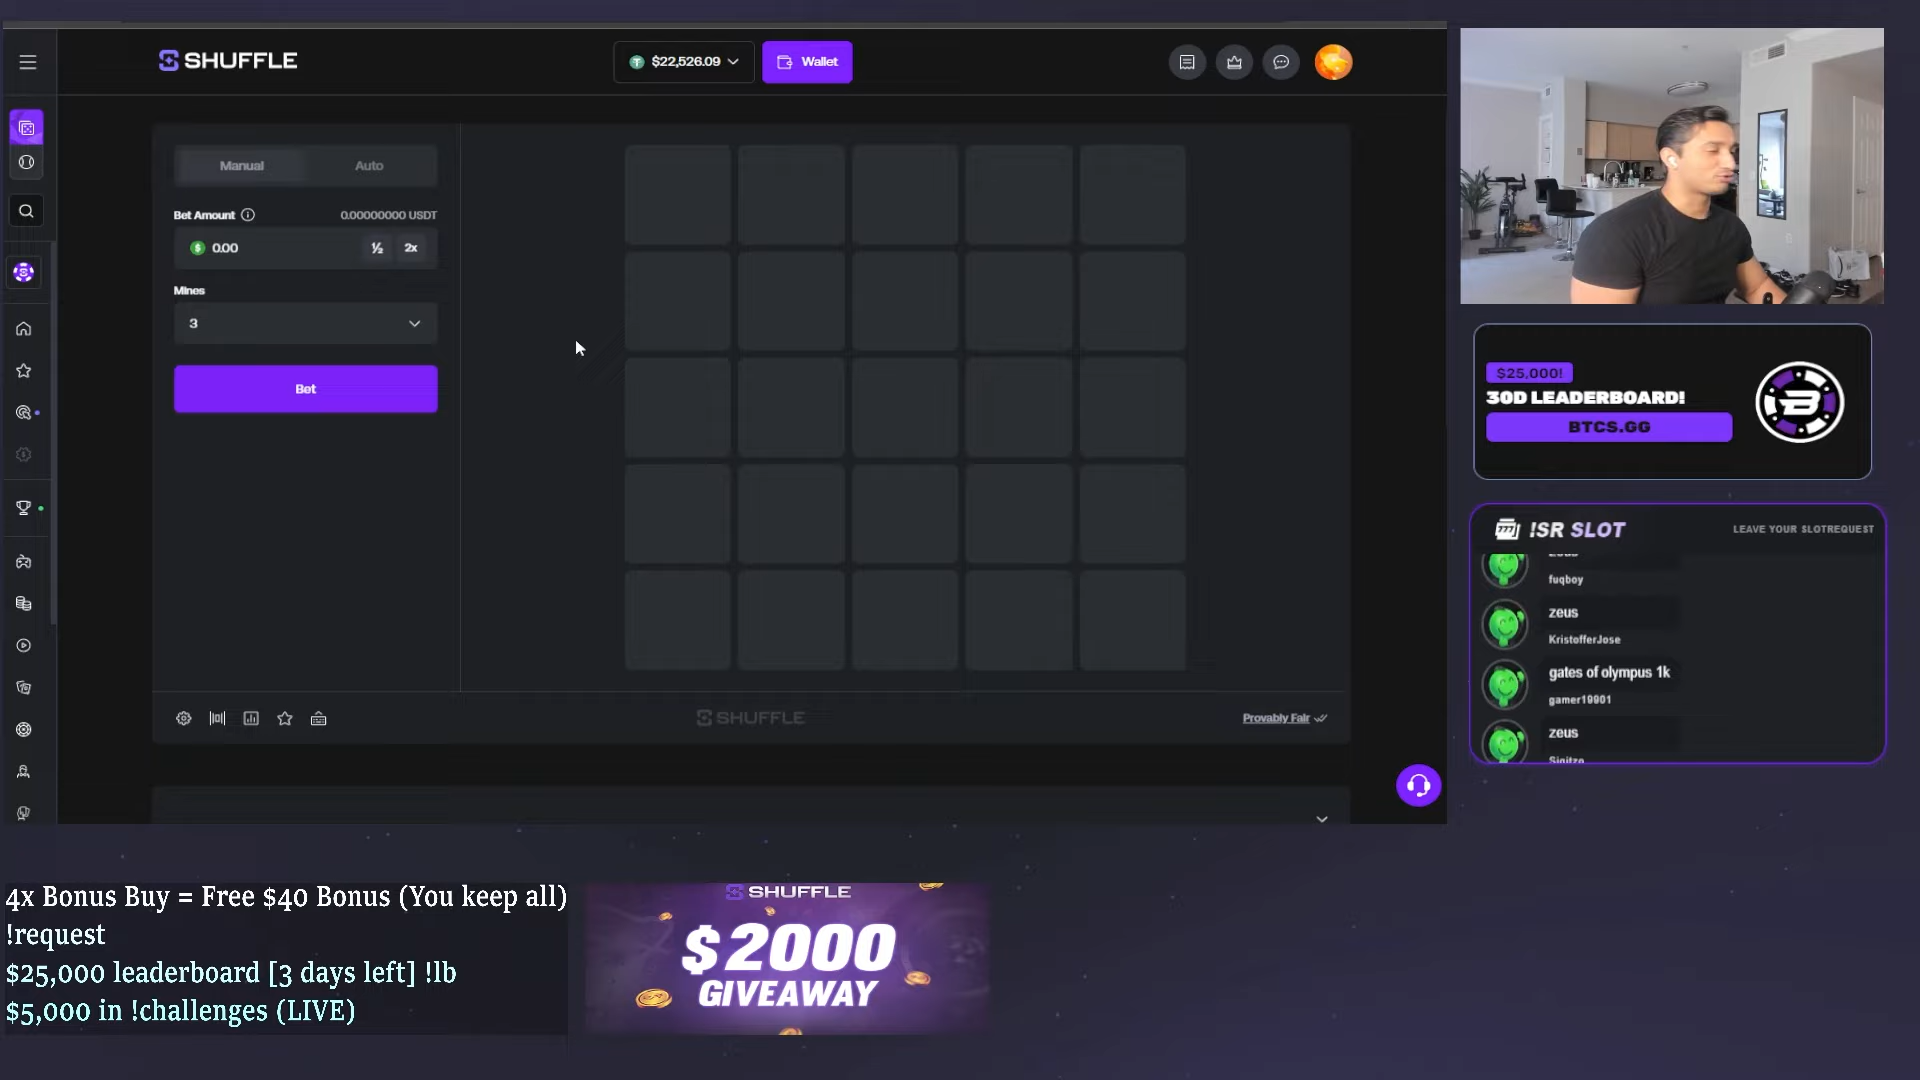 SHUFFLE
$22,526.09
Wallet
Manual
Auto
Bet Amount
0.00000000 USDT
0.00
½
2x
Mines
3
Bet
SHUFFLE
Provably Fair
$25,000!
30D LEADERBOARD!
BTCS.GG
!SR SLOT
LEAVE YOUR SLOTREQUEST
zeus
fuqboy
zeus
KristofferJose
gates of olympus 1k
gamer19901
zeus
Sigitzo
4x Bonus Buy = Free $40 Bonus (You keep all)
!request
$25,000 leaderboard [3 days left] !lb
$5,000 in !challenges (LIVE)
SHUFFLE
$2000
GIVEAWAY